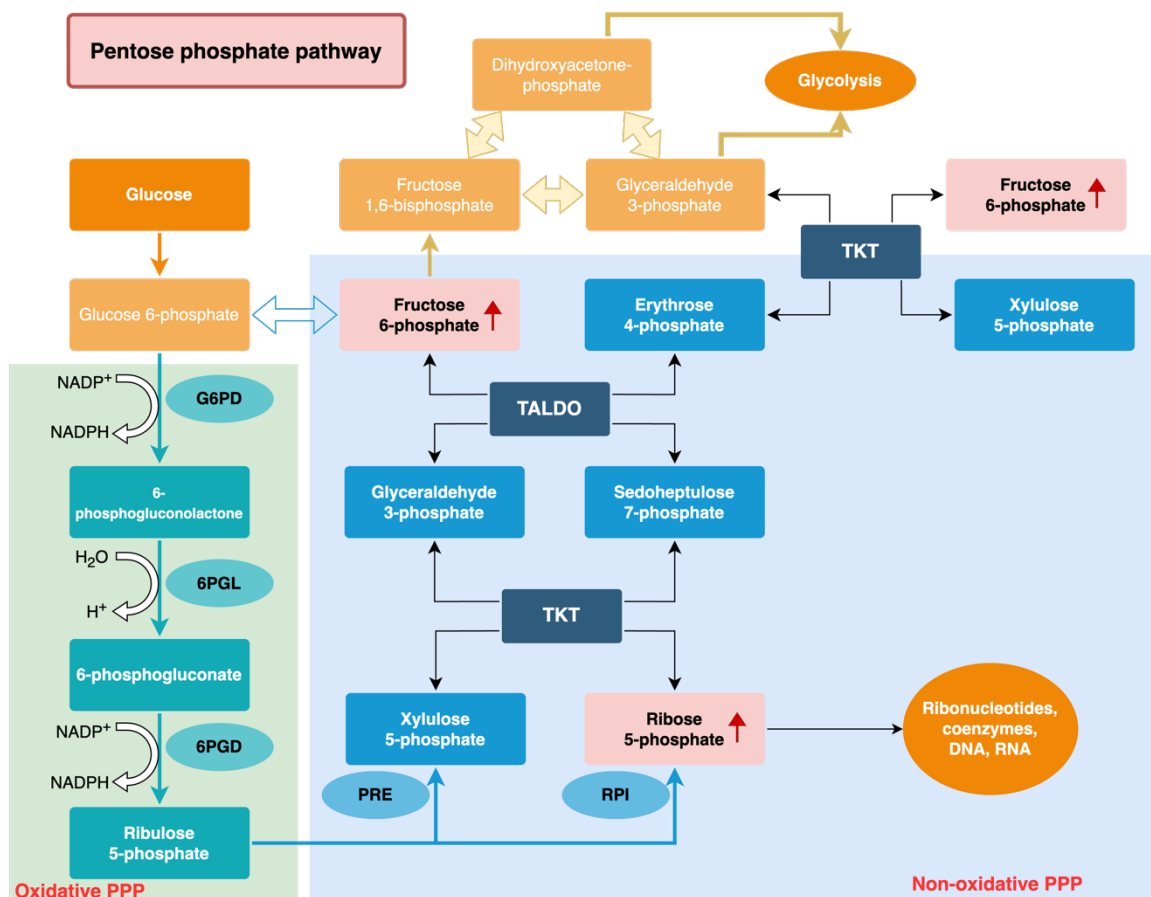 Pentose phosphate pathway
Dihydroxyacetone-
phosphate
Glycolysis
Glucose
Fructose
1,6-bisphosphate
Glyceraldehyde
3-phosphate
Fructose
6-phosphate
TKT
Glucose 6-phosphate
Fructose
6-phosphate
Erythrose
4-phosphate
Xylulose
5-phosphate
NADP+
G6PD
NADPH
TALDO
6-
phosphogluconolactone
Glyceraldehyde
3-phosphate
Sedoheptulose
7-phosphate
H2O
6PGL
H+
TKT
6-phosphogluconate
Xylulose
5-phosphate
Ribose
5-phosphate
Ribonucleotides,
coenzymes,
DNA, RNA
NADP+
6PGD
NADPH
PRE
RPI
Ribulose
5-phosphate
Oxidative PPP
Non-oxidative PPP